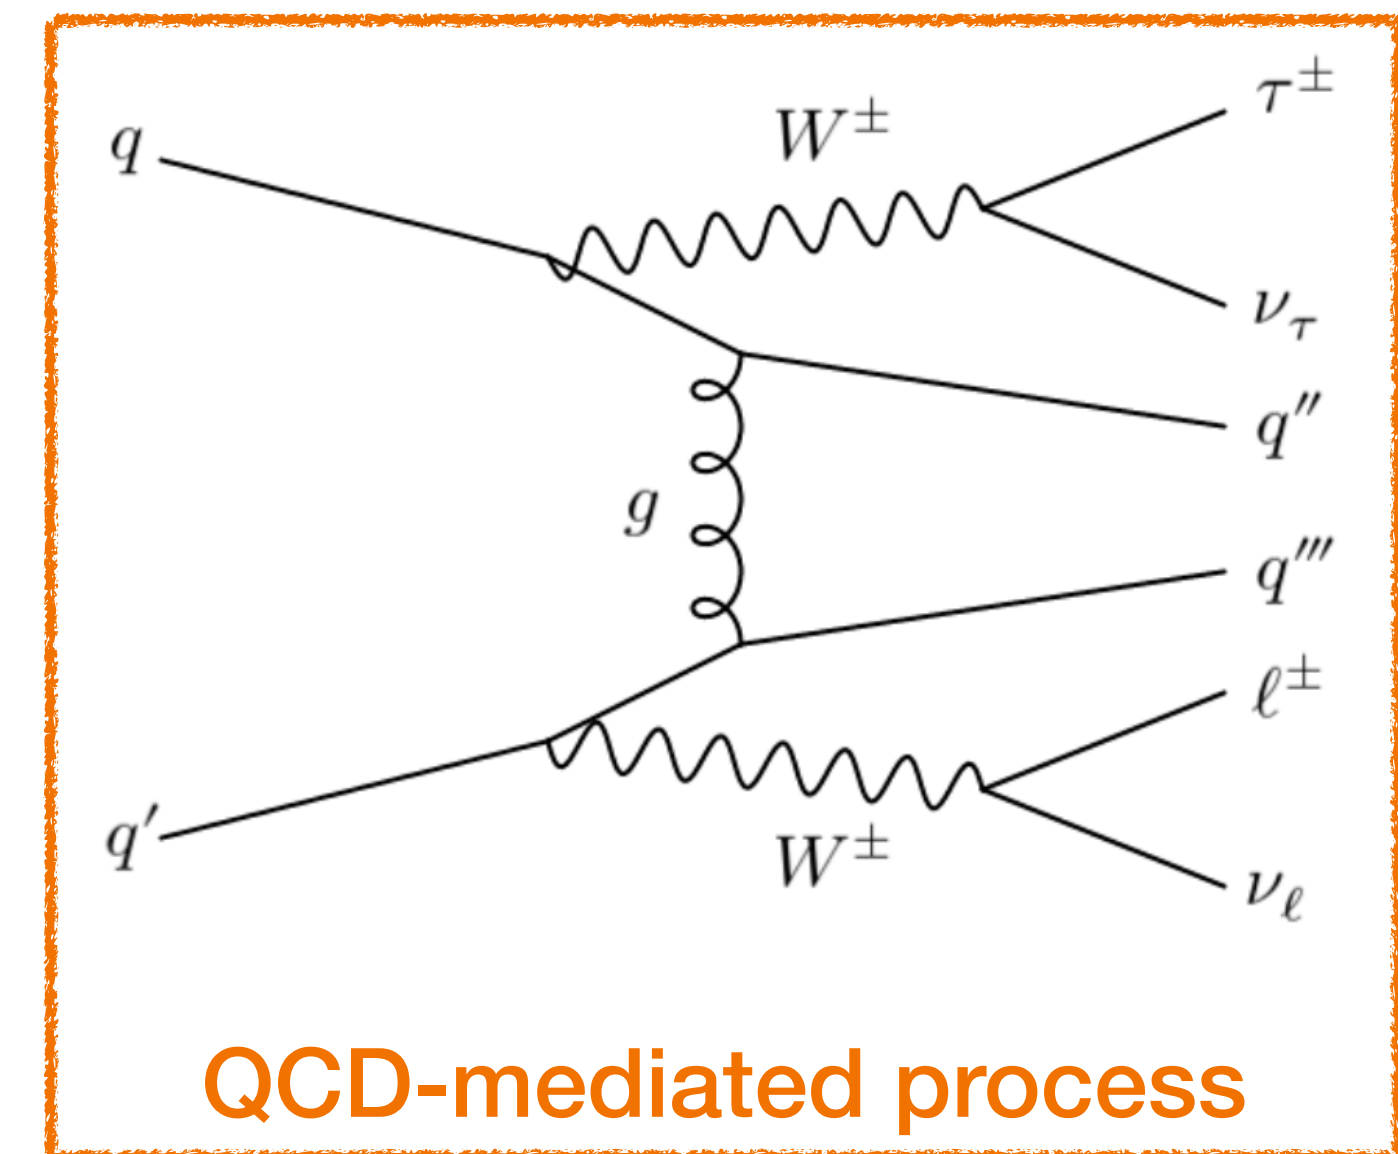 τ±
W±
q
ντ
q″
g
q‴
ℓ±
q′
W±
νℓ
QCD-mediated process